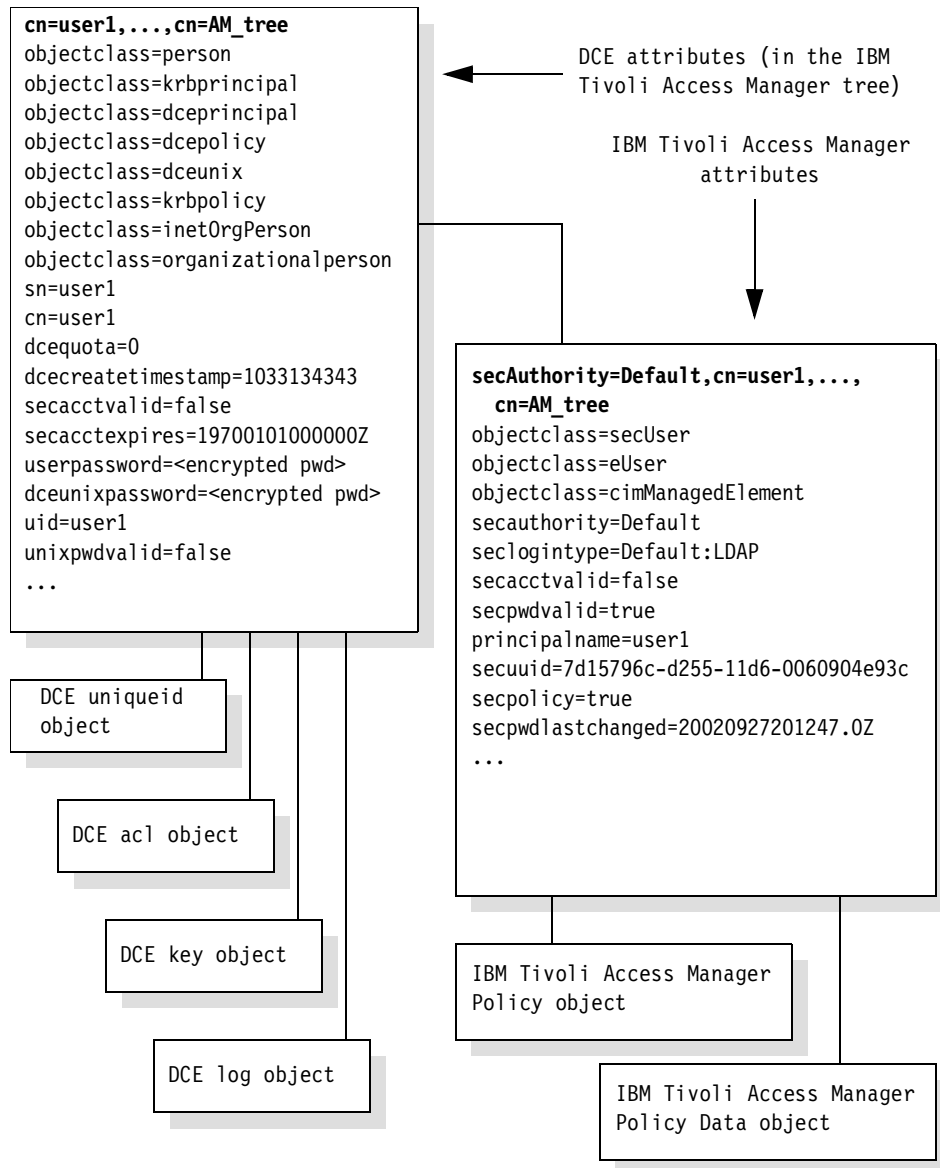 cn=user1,...,cn=AM_tree
objectclass=person
objectclass=krbprincipal
objectclass=dceprincipal
objectclass=dcepolicy
objectclass=dceunix
objectclass=krbpolicy
objectclass=inetOrgPerson
objectclass=organizationalperson
sn=user1
cn=user1
dcequota=0
dcecreatetimestamp=1033134343
secacctvalid=false
secacctexpires=19700101000000Z
userpassword=<encrypted pwd>
dceunixpassword=<encrypted pwd>
uid=user1
unixpwdvalid=false
...
DCE attributes (in the IBM
Tivoli Access Manager tree)
IBM Tivoli Access Manager
attributes
secAuthority=Default,cn=user1,...,
cn=AM_tree
objectclass=secUser
objectclass=eUser
objectclass=cimManagedElement
secauthority=Default
seclogintype=Default:LDAP
secacctvalid=false
secpwdvalid=true
principalname=user1
secuuid=7d15796c-d255-11d6-0060904e93c
secpolicy=true
secpwdlastchanged=20020927201247.0Z
...
DCE uniqueid
object
DCE acl object
DCE key object
DCE log object
IBM Tivoli Access Manager
Policy object
IBM Tivoli Access Manager
Policy Data object